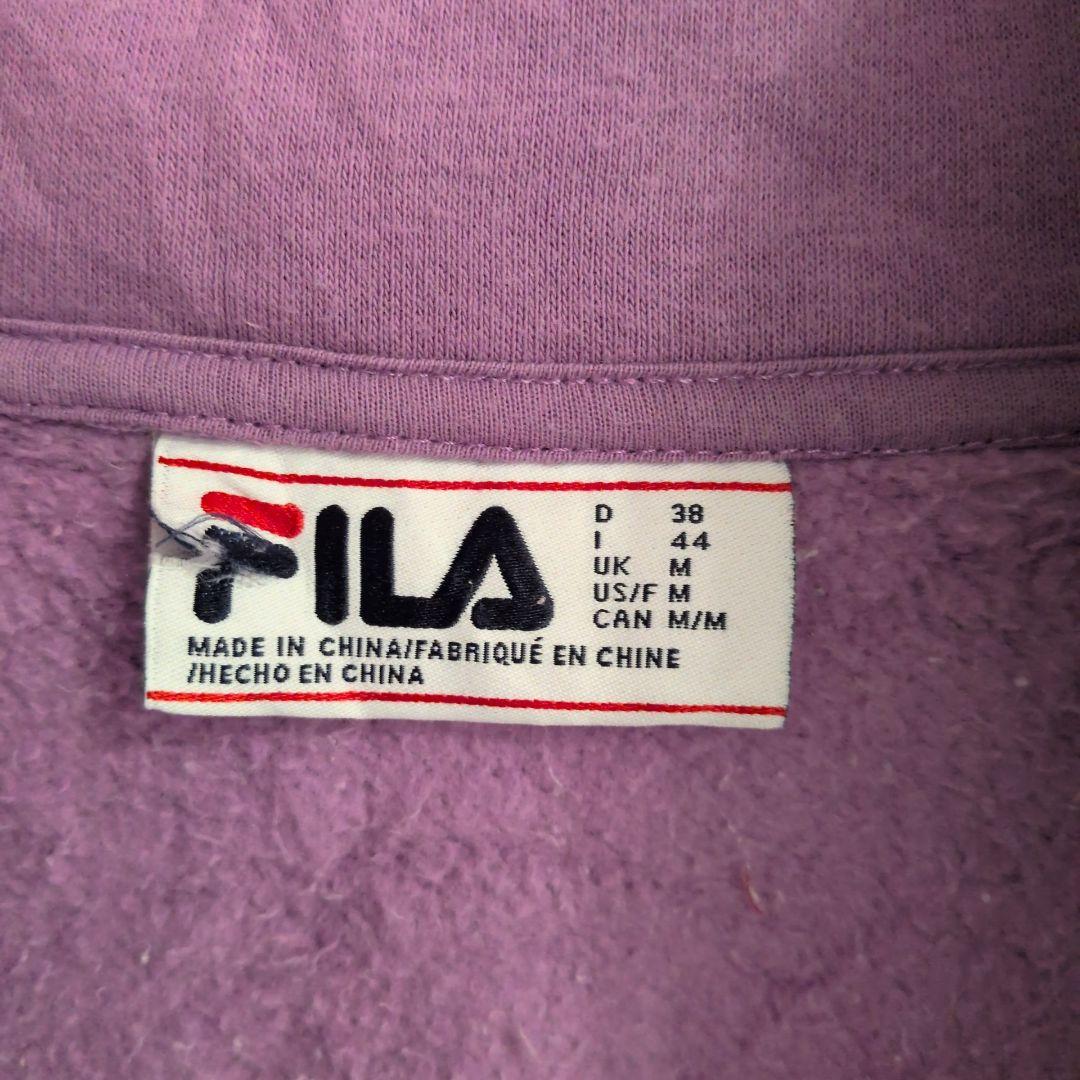 FILA
D 38
I 44
UK M
US/F M
CAN M/M
MADE IN CHINA/FABRIQUÉ EN CHINE
/HECHO EN CHINA